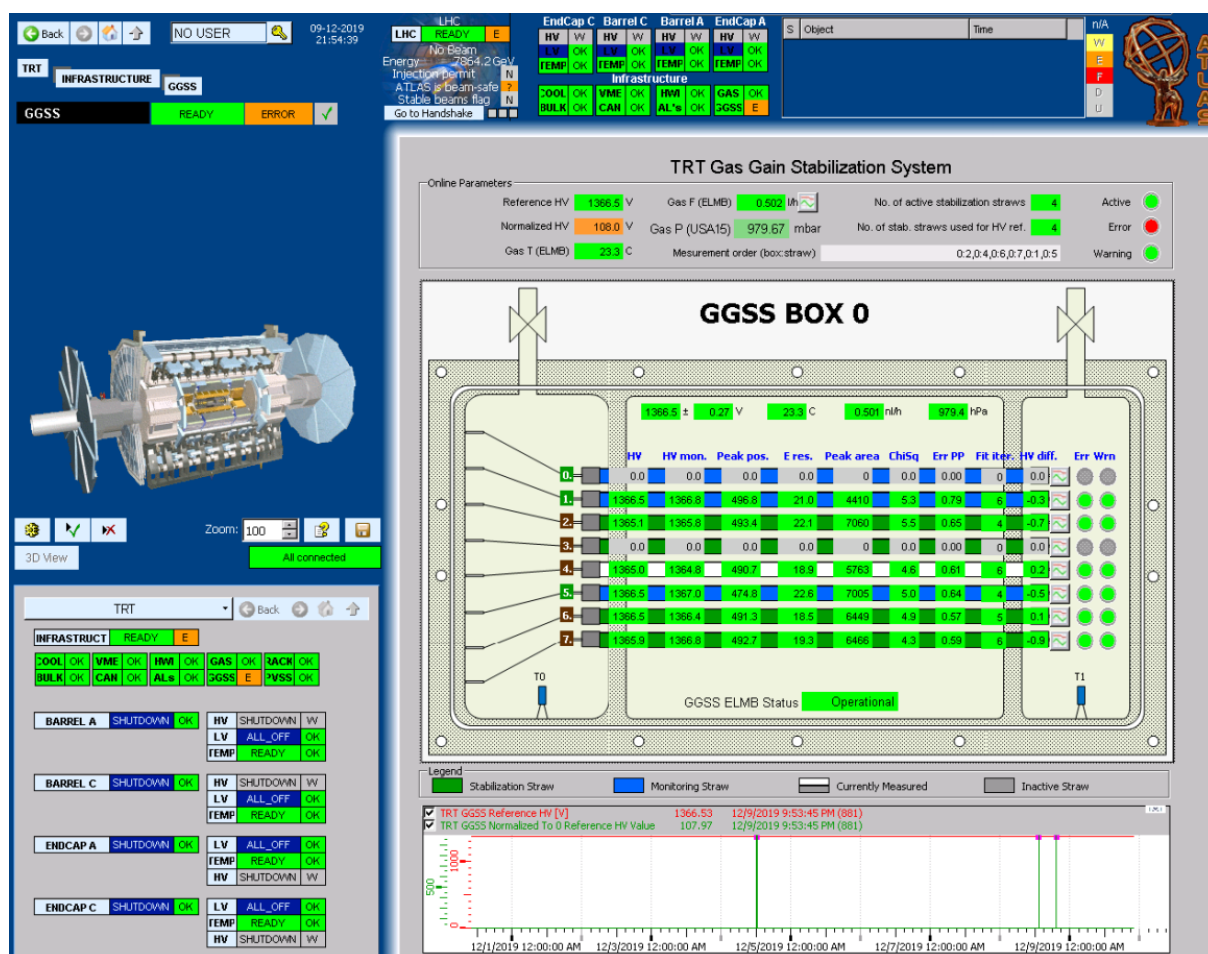 Back
NO USER
09-12-2019
21:54:39
TRT
INFRASTRUCTURE
GGSS
GGSS READY ERROR
LHC
LHC READY E
No Beam
Energy = 7864.2 GeV
Injection permit N
ATLAS is beam-safe ?
Stable beams flag N
Go to Handshake
EndCap C Barrel C Barrel A EndCap A
HV W HV W HV W HV W
LV OK LV OK LV OK LV OK
TEMP OK TEMP OK TEMP OK TEMP OK
Infrastructure
COOL OK VME OK HWI OK GAS OK
BULK OK CAN OK AL's OK GGSS E
S Object Time
n/A
W
E
F
D
U
ATLAS
TRT Gas Gain Stabilization System
Online Parameters
Reference HV 1366.5 V Gas F (ELMB) 0.502 l/h No. of active stabilization straws 4 Active
Normalized HV 108.0 V Gas P (USA15) 979.67 mbar No. of stab. straws used for HV ref. 4 Error
Gas T (ELMB) 23.3 C Mesurement order (box:straw) 0:2,0:4,0:6,0:7,0:1,0:5 Warning
GGSS BOX 0
1366.5 ± 0.27 V 23.3 C 0.501 nl/h 979.4 hPa
HV HV mon. Peak pos. E res. Peak area ChiSq Err PP Fit iter. HV diff. Err Wrn
0. 0.0 0.0 0.0 0.0 0 0.0 0.00 0 0.0
1. 1366.5 1366.8 496.8 21.0 4410 5.3 0.79 6 -0.3
2. 1365.1 1365.8 493.4 22.1 7060 5.5 0.65 4 -0.7
3. 0.0 0.0 0.0 0.0 0 0.0 0.00 0 0.0
4. 1365.0 1364.8 490.7 18.9 5763 4.6 0.61 6 0.2
5. 1366.5 1367.0 474.8 22.6 7005 5.0 0.64 4 -0.5
6. 1366.5 1366.4 491.3 18.5 6449 4.9 0.57 5 0.1
7. 1365.9 1366.8 492.7 19.3 6466 4.3 0.59 6 -0.9
T0 T1
GGSS ELMB Status Operational
Legend
Stabilization Straw Monitoring Straw Currently Measured Inactive Straw
TRT GGSS Reference HV [V] 1366.53 12/9/2019 9:53:45 PM (881)
TRT GGSS Normalized To 0 Reference HV Value 107.97 12/9/2019 9:53:45 PM (881)
1000
500
0
0
12/1/2019 12:00:00 AM 12/3/2019 12:00:00 AM 12/5/2019 12:00:00 AM 12/7/2019 12:00:00 AM 12/9/2019 12:00:00 AM
Zoom: 100
3D View All connected
TRT Back
INFRASTRUCT READY E
COOL OK VME OK HWI OK GAS OK RACK OK
BULK OK CAN OK ALs OK GGSS E PVSS OK
BARREL A SHUTDOWN OK HV SHUTDOWN W
LV ALL_OFF OK
TEMP READY OK
BARREL C SHUTDOWN OK HV SHUTDOWN W
LV ALL_OFF OK
TEMP READY OK
ENDCAP A SHUTDOWN OK LV ALL_OFF OK
TEMP READY OK
HV SHUTDOWN W
ENDCAP C SHUTDOWN OK LV ALL_OFF OK
TEMP READY OK
HV SHUTDOWN W